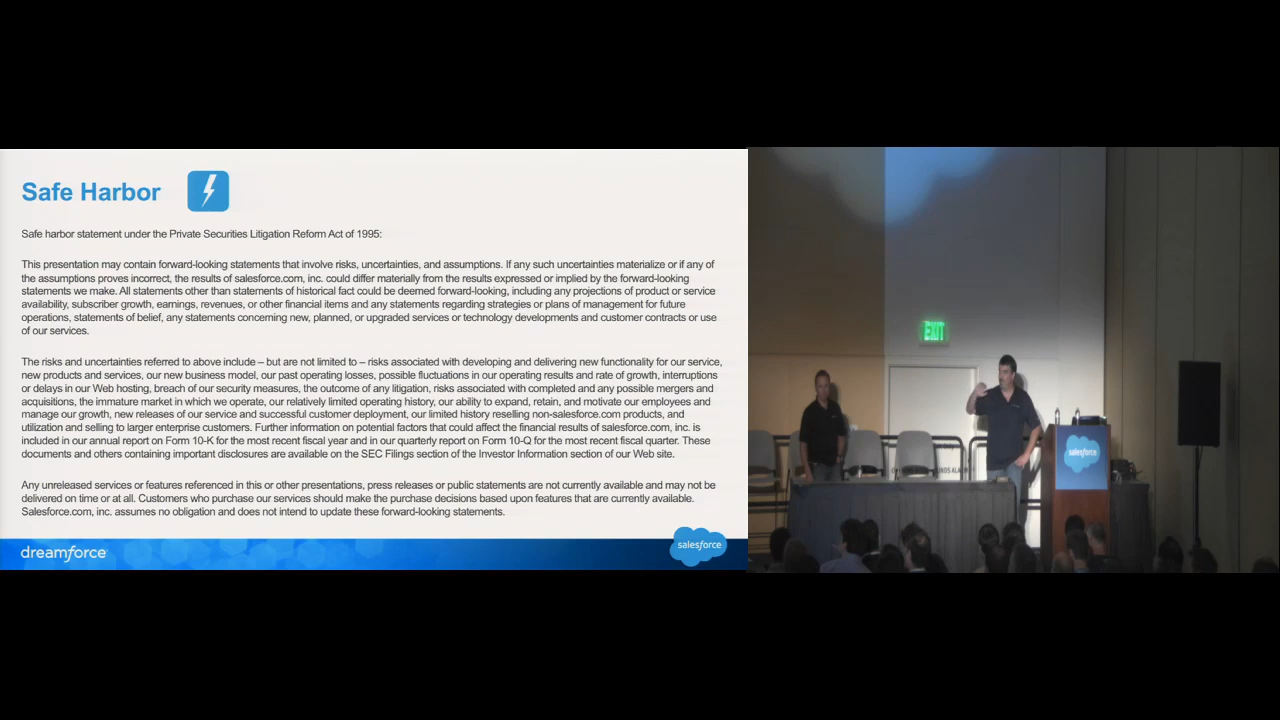 Safe Harbor
Safe harbor statement under the Private Securities Litigation Reform Act of 1995:
This presentation may contain forward-looking statements that involve risks, uncertainties, and assumptions. If any such uncertainties materialize or if any of
the assumptions proves incorrect, the results of salesforce.com, inc. could differ materially from the results expressed or implied by the forward-looking
statements we make. All statements other than statements of historical fact could be deemed forward-looking, including any projections of product or service
availability, subscriber growth, earnings, revenues, or other financial items and any statements regarding strategies or plans of management for future
operations, statements of belief, any statements concerning new, planned, or upgraded services or technology developments and customer contracts or use
of our services.
The risks and uncertainties referred to above include – but are not limited to – risks associated with developing and delivering new functionality for our service,
new products and services, our new business model, our past operating losses, possible fluctuations in our operating results and rate of growth, interruptions
or delays in our Web hosting, breach of our security measures, the outcome of any litigation, risks associated with completed and any possible mergers and
acquisitions, the immature market in which we operate, our relatively limited operating history, our ability to expand, retain, and motivate our employees and
manage our growth, new releases of our service and successful customer deployment, our limited history reselling non-salesforce.com products, and
utilization and selling to larger enterprise customers. Further information on potential factors that could affect the financial results of salesforce.com, inc. is
included in our annual report on Form 10-K for the most recent fiscal year and in our quarterly report on Form 10-Q for the most recent fiscal quarter. These
documents and others containing important disclosures are available on the SEC Filings section of the Investor Information section of our Web site.
Any unreleased services or features referenced in this or other presentations, press releases or public statements are not currently available and may not be
delivered on time or at all. Customers who purchase our services should make the purchase decisions based upon features that are currently available.
Salesforce.com, inc. assumes no obligation and does not intend to update these forward-looking statements.
dreamforce
salesforce
EXIT
salesforce